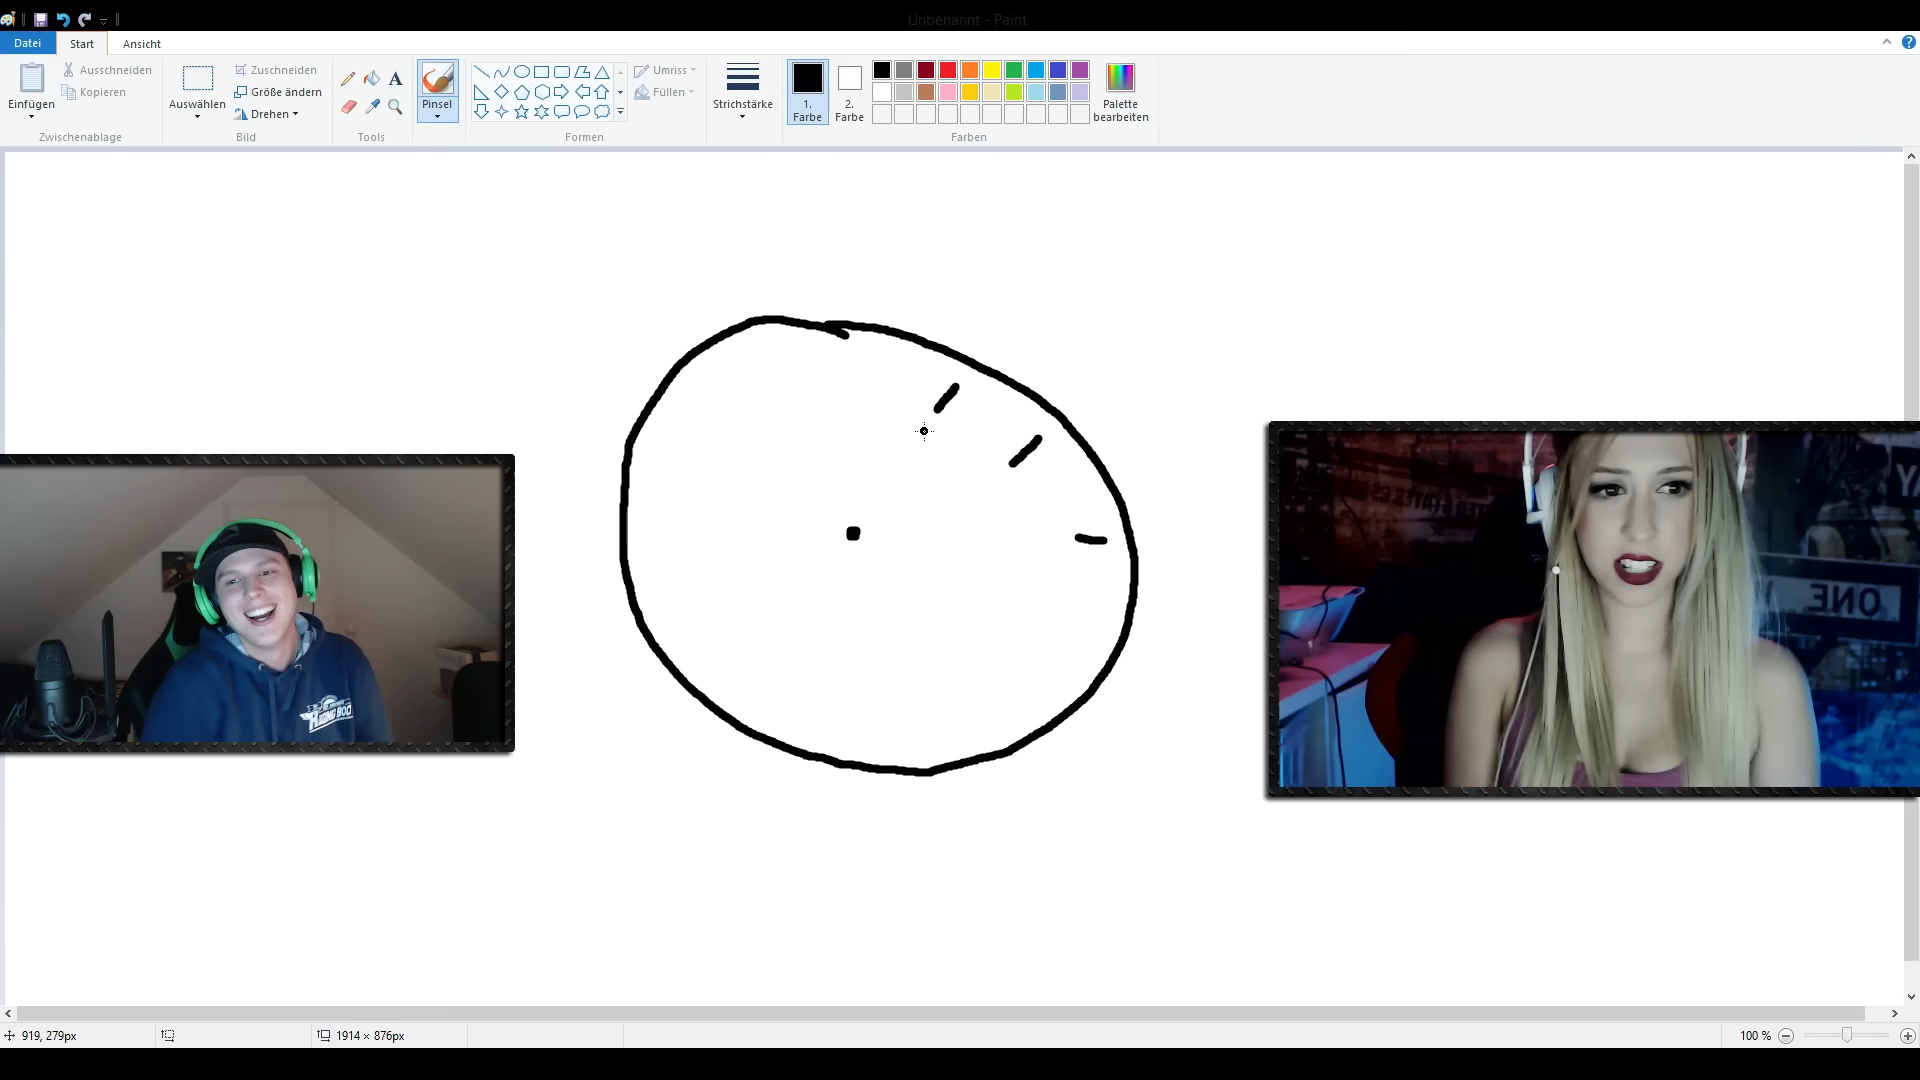 Unbenannt - Paint
Datei Start Ansicht
Einfügen
Ausschneiden
Kopieren
Zwischenablage
Auswählen
Zuschneiden
Größe ändern
Drehen
Bild
A
Tools
Pinsel
Umriss
Füllen
Formen
Strichstärke
1.
Farbe
2.
Farbe
Palette
bearbeiten
Farben
ONE
919, 279px
1914 × 876px
100 %